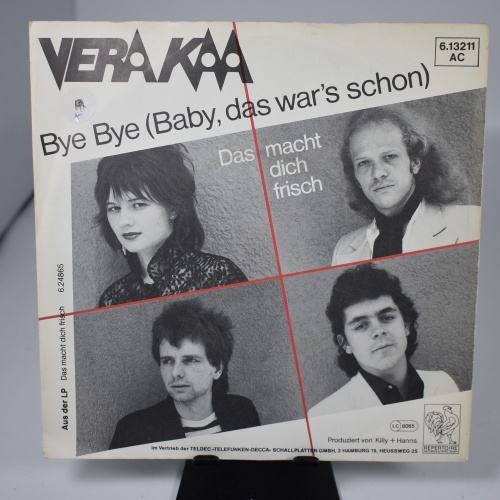 VERA KAA
6.13211
AC
Bye Bye (Baby, das war's schon)
Das macht
dich
frisch
Aus der LP Das macht dich frisch 6.24865
LC 6065
Produziert von Killy + Hanns
REPERTOIRE
im Vertrieb der TELDEC »TELEFUNKEN-DECCA« SCHALLPLATTEN GMBH, 2 HAMBURG 19, HEUSSWEG 25